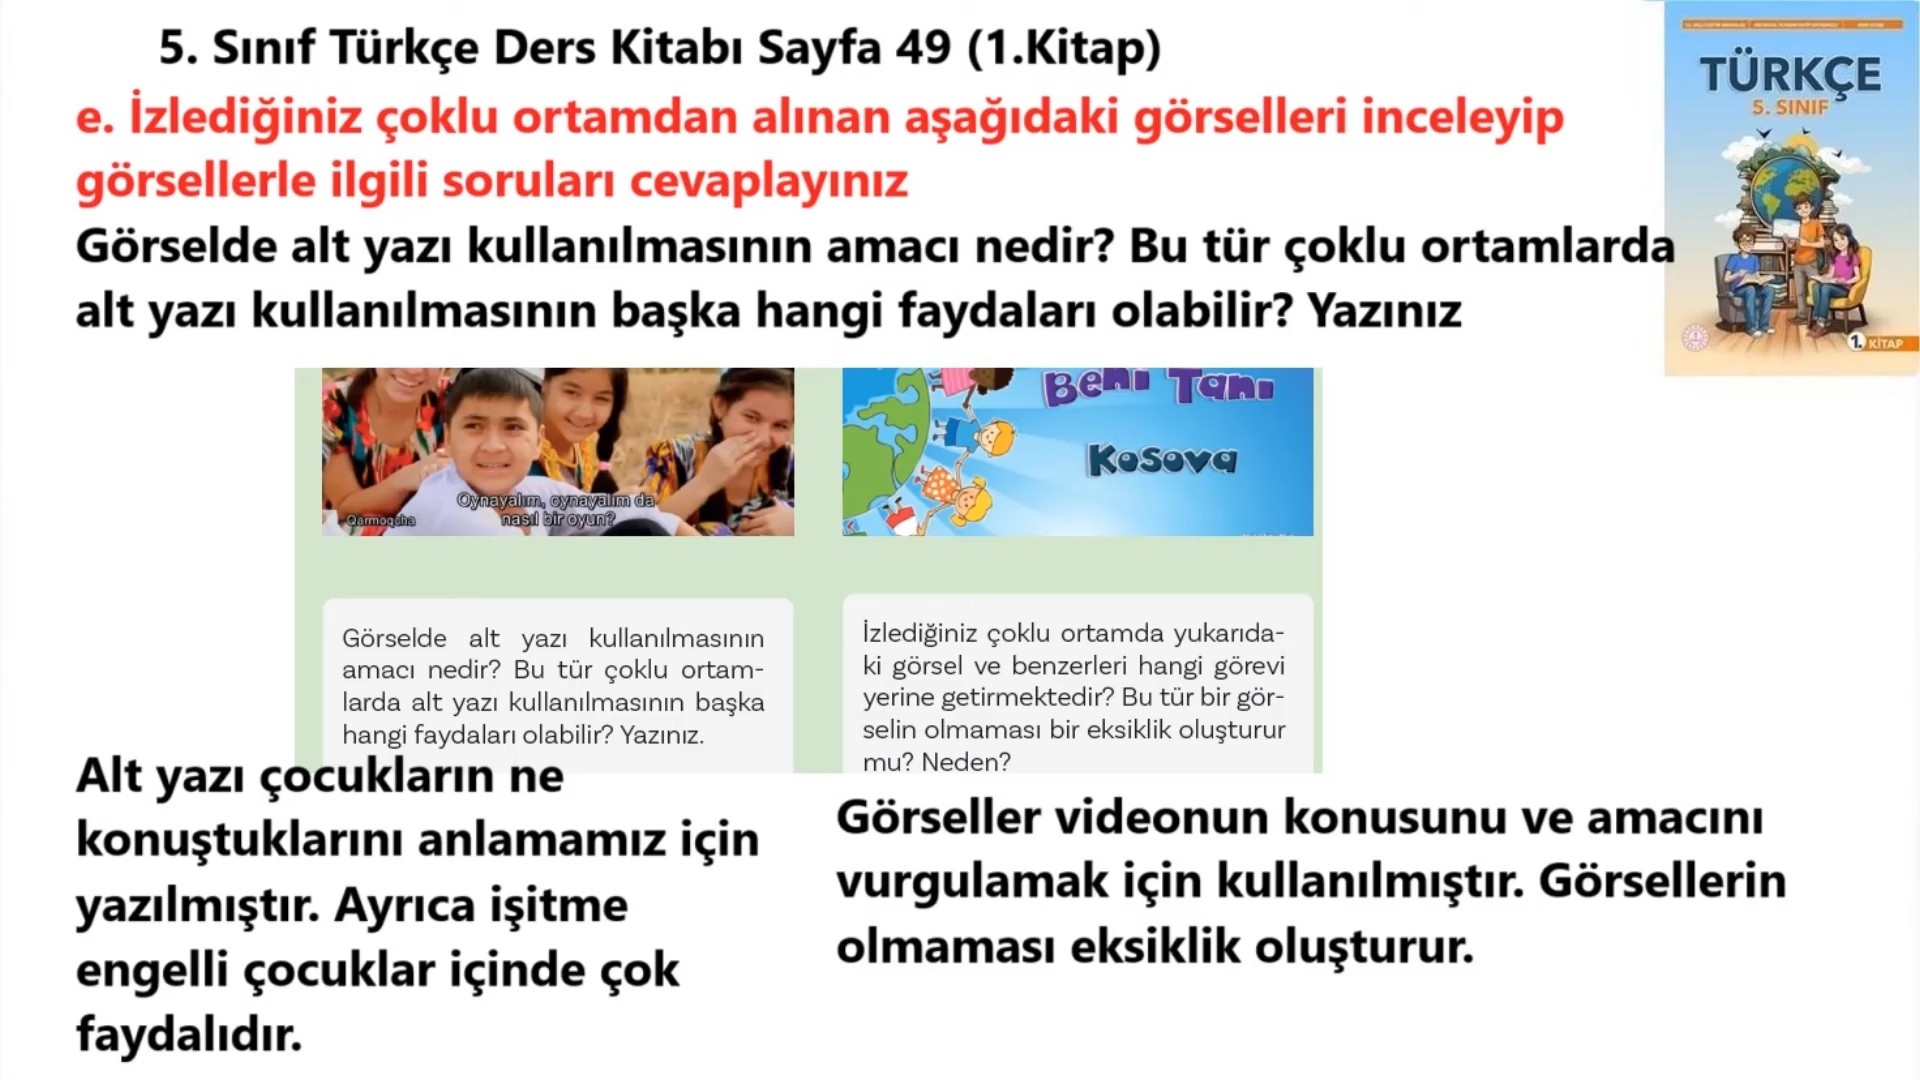 5. Sınıf Türkçe Ders Kitabı Sayfa 49 (1.Kitap)
e. İzlediğiniz çoklu ortamdan alınan aşağıdaki görselleri inceleyip
görsellerle ilgili soruları cevaplayınız
Görselde alt yazı kullanılmasının amacı nedir? Bu tür çoklu ortamlarda
alt yazı kullanılmasının başka hangi faydaları olabilir? Yazınız
TÜRKÇE
5. SINIF
1. KİTAP
Oynayalım, oynayalım da
nasıl bir oyun?
Qarmoqcha
Beni Tanı
Kosova
Görselde alt yazı kullanılmasının
amacı nedir? Bu tür çoklu ortam-
larda alt yazı kullanılmasının başka
hangi faydaları olabilir? Yazınız.
İzlediğiniz çoklu ortamda yukarıda-
ki görsel ve benzerleri hangi görevi
yerine getirmektedir? Bu tür bir gör-
selin olmaması bir eksiklik oluşturur
mu? Neden?
Alt yazı çocukların ne
konuştuklarını anlamamız için
yazılmıştır. Ayrıca işitme
engelli çocuklar içinde çok
faydalıdır.
Görseller videonun konusunu ve amacını
vurgulamak için kullanılmıştır. Görsellerin
olmaması eksiklik oluşturur.